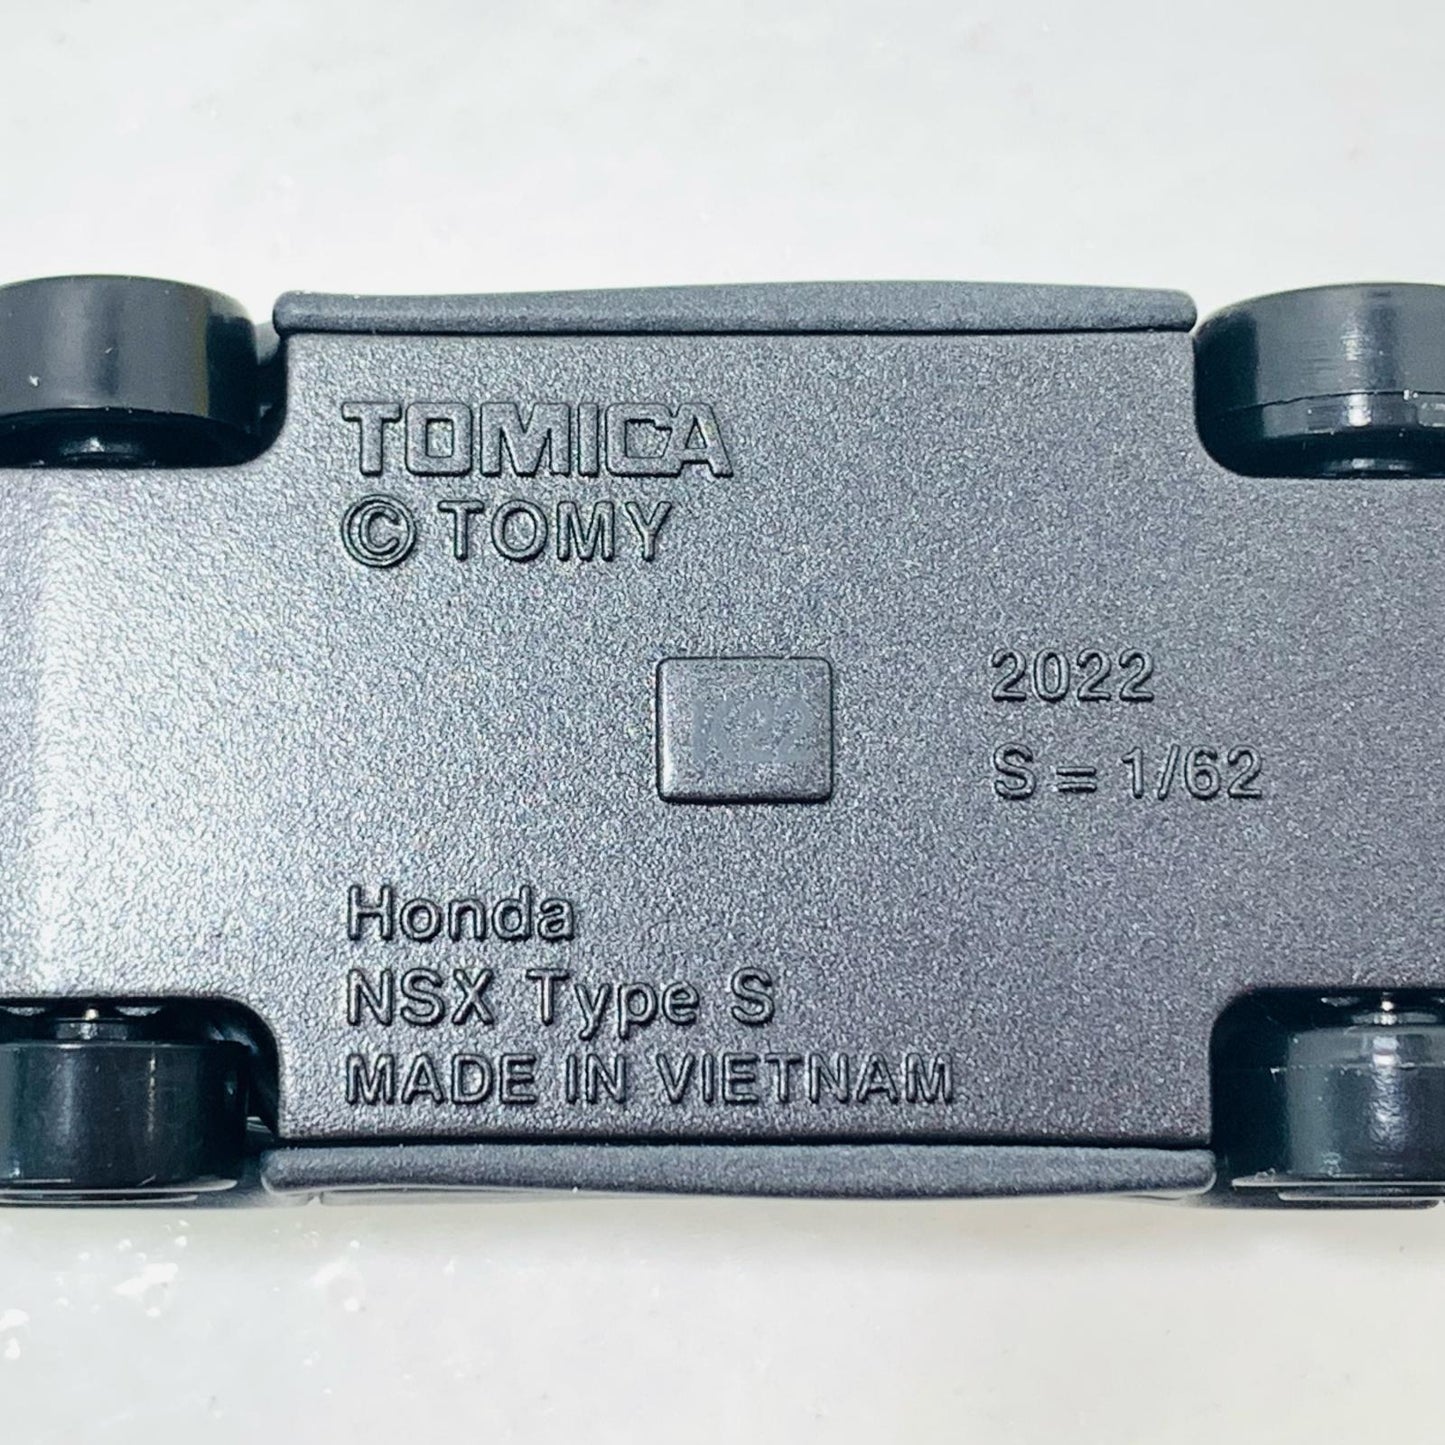 TOMICA
© TOMY
K22
2022
S = 1/62
Honda
NSX Type S
MADE IN VIETNAM